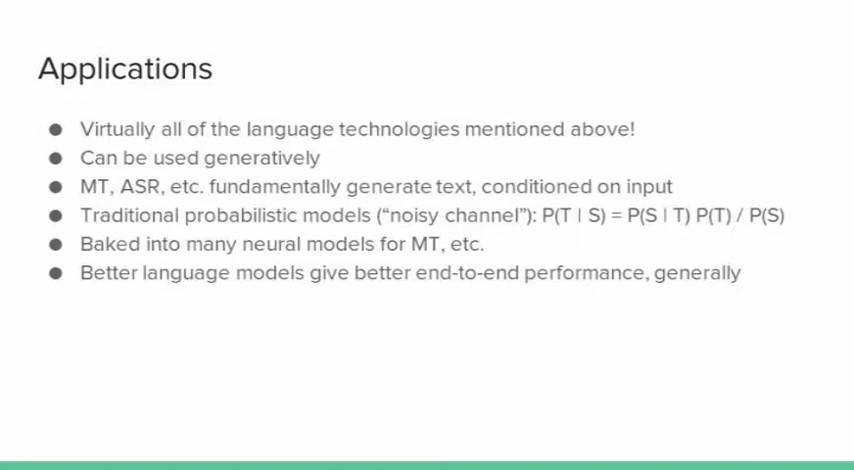 Applications
● Virtually all of the language technologies mentioned above!
● Can be used generatively
● MT, ASR, etc. fundamentally generate text, conditioned on input
● Traditional probabilistic models (“noisy channel”): P(T | S) = P(S | T) P(T) / P(S)
● Baked into many neural models for MT, etc.
● Better language models give better end-to-end performance, generally